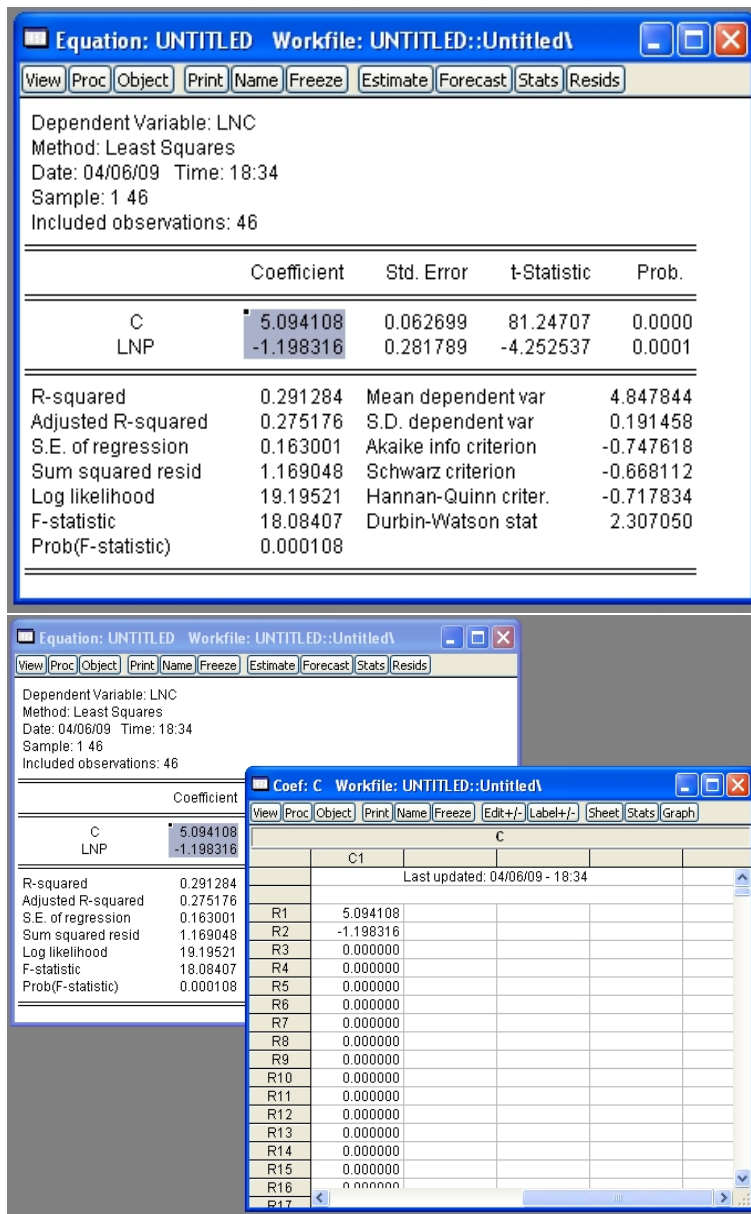 Equation: UNTITLED Workfile: UNTITLED::Untitled\
View Proc Object Print Name Freeze Estimate Forecast Stats Resids
Dependent Variable: LNC
Method: Least Squares
Date: 04/06/09 Time: 18:34
Sample: 1 46
Included observations: 46
Coefficient Std. Error t-Statistic Prob.
C 5.094108 0.062699 81.24707 0.0000
LNP -1.198316 0.281789 -4.252537 0.0001
R-squared 0.291284 Mean dependent var 4.847844
Adjusted R-squared 0.275176 S.D. dependent var 0.191458
S.E. of regression 0.163001 Akaike info criterion -0.747618
Sum squared resid 1.169048 Schwarz criterion -0.668112
Log likelihood 19.19521 Hannan-Quinn criter. -0.717834
F-statistic 18.08407 Durbin-Watson stat 2.307050
Prob(F-statistic) 0.000108
Equation: UNTITLED Workfile: UNTITLED::Untitled\
View Proc Object Print Name Freeze Estimate Forecast Stats Resids
Dependent Variable: LNC
Method: Least Squares
Date: 04/06/09 Time: 18:34
Sample: 1 46
Included observations: 46
Coefficient
C 5.094108
LNP -1.198316
R-squared 0.291284
Adjusted R-squared 0.275176
S.E. of regression 0.163001
Sum squared resid 1.169048
Log likelihood 19.19521
F-statistic 18.08407
Prob(F-statistic) 0.000108
Coef: C Workfile: UNTITLED::Untitled\
View Proc Object Print Name Freeze Edit+/- Label+/- Sheet Stats Graph
C
C1
Last updated: 04/06/09 - 18:34
R1 5.094108
R2 -1.198316
R3 0.000000
R4 0.000000
R5 0.000000
R6 0.000000
R7 0.000000
R8 0.000000
R9 0.000000
R10 0.000000
R11 0.000000
R12 0.000000
R13 0.000000
R14 0.000000
R15 0.000000
R16 0.000000
R17